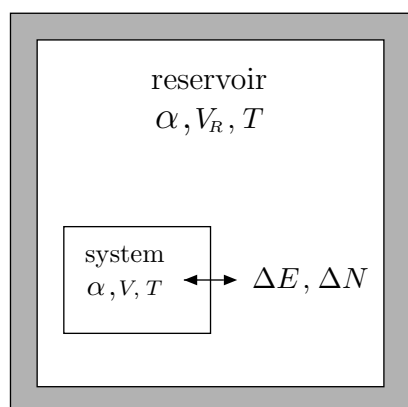 reservoir
α,V_R, T
system
α,V, T
ΔE, ΔN